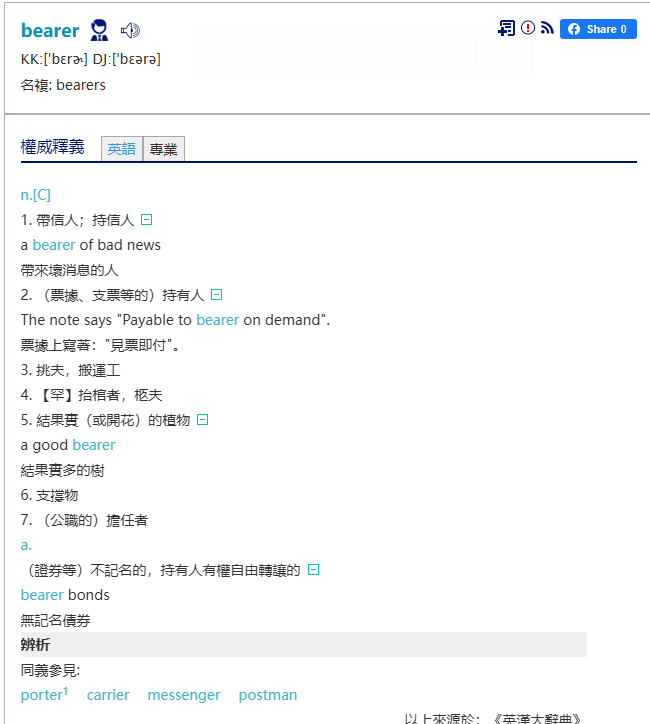 bearer
Share 0
KK:[ˋbɛrɚ] DJ:[ˋbɛərə]
名複: bearers
權威釋義 英語 專業
n.[C]
1. 帶信人；持信人
a bearer of bad news
帶來壞消息的人
2. （票據、支票等的）持有人
The note says "Payable to bearer on demand".
票據上寫著："見票即付"。
3. 挑夫，搬運工
4. 【罕】抬棺者，柩夫
5. 結果實（或開花）的植物
a good bearer
結果實多的樹
6. 支撐物
7. （公職的）擔任者
a.
（證券等）不記名的，持有人有權自由轉讓的
bearer bonds
無記名債券
辨析
同義參見:
porter¹ carrier messenger postman
以上來源於：《英漢大辭典》